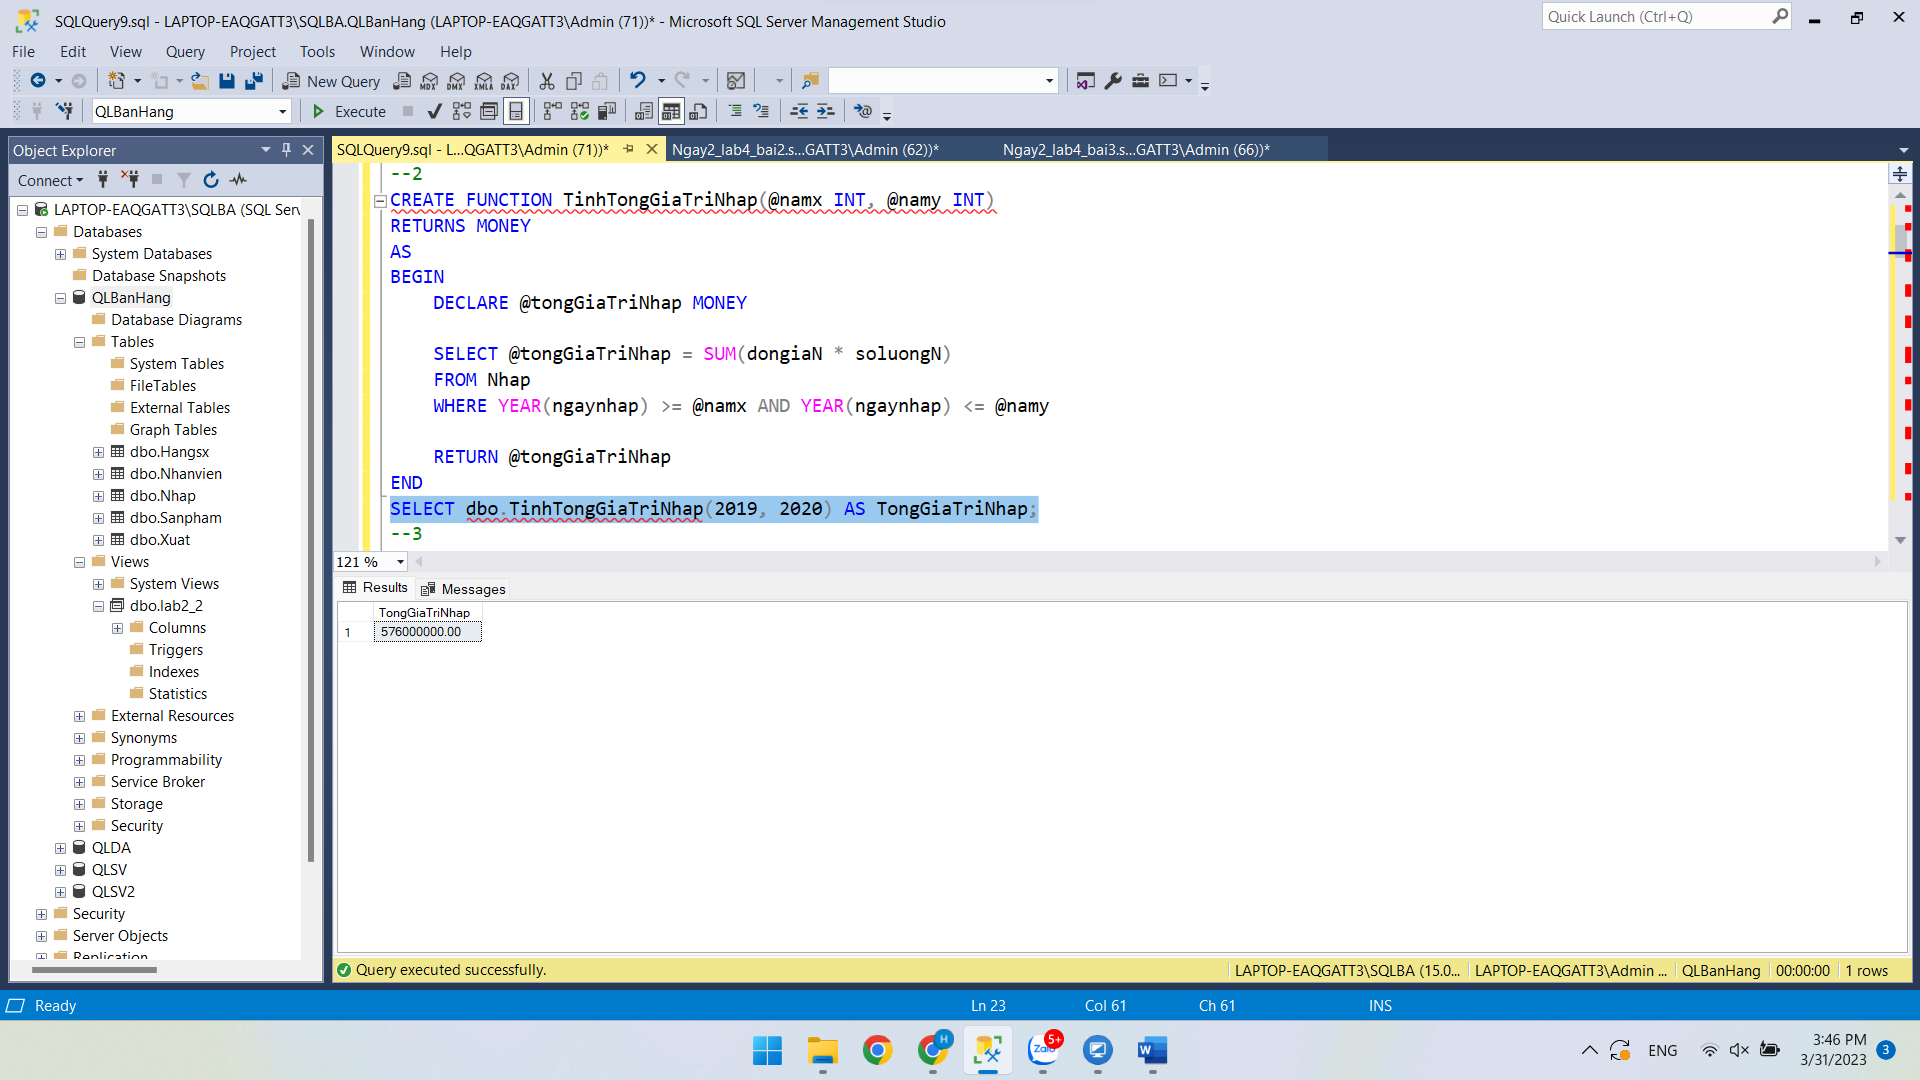 SQLQuery9.sql - LAPTOP-EAQGATT3\SQLBA.QLBanHang (LAPTOP-EAQGATT3\Admin (71))* - Microsoft SQL Server Management Studio
Quick Launch (Ctrl+Q)
File Edit View Query Project Tools Window Help
New Query
MDX DMX XMLA DAX
QLBanHang
Execute
Object Explorer
Connect
LAPTOP-EAQGATT3\SQLBA (SQL Serv
Databases
System Databases
Database Snapshots
QLBanHang
Database Diagrams
Tables
System Tables
FileTables
External Tables
Graph Tables
dbo.Hangsx
dbo.Nhanvien
dbo.Nhap
dbo.Sanpham
dbo.Xuat
Views
System Views
dbo.lab2_2
Columns
Triggers
Indexes
Statistics
External Resources
Synonyms
Programmability
Service Broker
Storage
Security
QLDA
QLSV
QLSV2
Security
Server Objects
Replication
SQLQuery9.sql - L...QGATT3\Admin (71))*
Ngay2_lab4_bai2.s...GATT3\Admin (62))*
Ngay2_lab4_bai3.s...GATT3\Admin (66))*
--2
CREATE FUNCTION TinhTongGiaTriNhap(@namx INT, @namy INT)
RETURNS MONEY
AS
BEGIN
DECLARE @tongGiaTriNhap MONEY
SELECT @tongGiaTriNhap = SUM(dongiaN * soluongN)
FROM Nhap
WHERE YEAR(ngaynhap) >= @namx AND YEAR(ngaynhap) <= @namy
RETURN @tongGiaTriNhap
END
SELECT dbo.TinhTongGiaTriNhap(2019, 2020) AS TongGiaTriNhap;
--3
121 %
Results Messages
TongGiaTriNhap
1 576000000.00
Query executed successfully.
LAPTOP-EAQGATT3\SQLBA (15.0...
LAPTOP-EAQGATT3\Admin ...
QLBanHang
00:00:00
1 rows
Ready
Ln 23
Col 61
Ch 61
INS
H
Zalo
5+
W
ENG
3:46 PM
3/31/2023
3